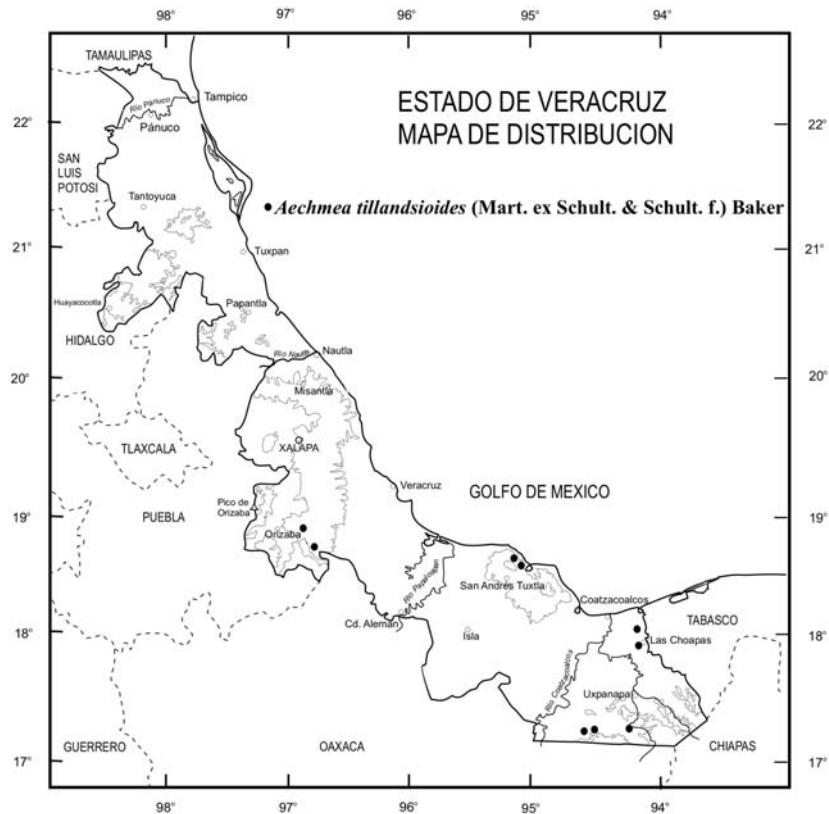 98° 97° 96° 95° 94°
TAMAULIPAS
Tampico
Río Pánuco
Pánuco
ESTADO DE VERACRUZ
MAPA DE DISTRIBUCION
22° 22°
SAN
LUIS
POTOSI
Tantoyuca
Aechmea tillandsioides (Mart. ex Schult. & Schult. f.) Baker
21° 21°
Tuxpan
Huayacocotla
Papantla
HIDALGO
Río Nautla
Nautla
20° 20°
Misantla
XALAPA
TLAXCALA
Veracruz
GOLFO DE MEXICO
Pico de
Orizaba
PUEBLA
19° 19°
Orizaba
Río Papaloapan
San Andrés Tuxtla
Coatzacoalcos
TABASCO
Cd. Alemán
18° 18°
Isla
Las Choapas
Río Coatzacoalcos
Uxpanapa
GUERRERO
OAXACA
CHIAPAS
17° 17°
98° 97° 96° 95° 94°